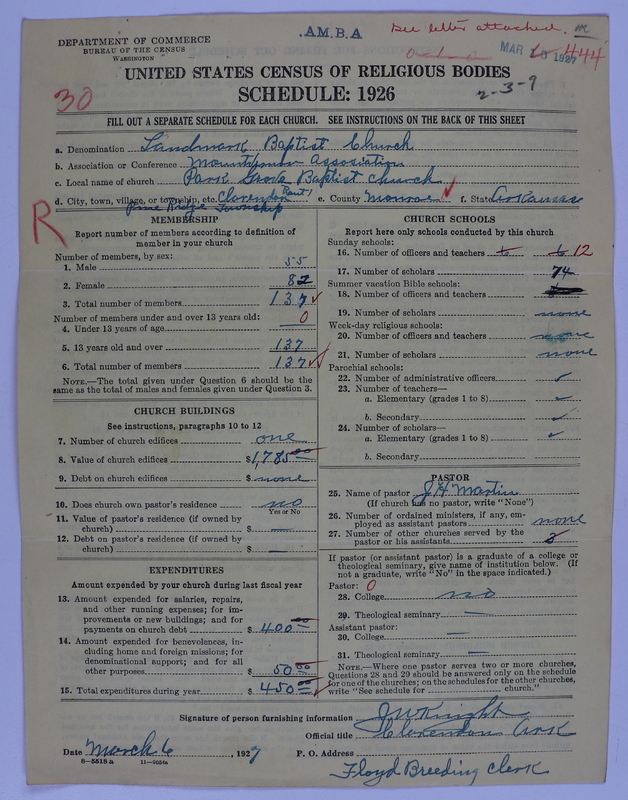 .A.M.B.A
See letter attached.
DEPARTMENT OF COMMERCE
BUREAU OF THE CENSUS
WASHINGTON
MAR 10 1927
444
UNITED STATES CENSUS OF RELIGIOUS BODIES
30
SCHEDULE: 1926
2-3-9
FILL OUT A SEPARATE SCHEDULE FOR EACH CHURCH. SEE INSTRUCTIONS ON THE BACK OF THIS SHEET
a. Denomination Landmark Baptist Church
b. Association or Conference Association
c. Local name of church Park Grove Baptist Church
d. City, town, village, or township, etc. Clarendon Rout 1 e. County Monroe f. State Arkansas
Pine Ridge Township
R
MEMBERSHIP
Report number of members according to definition of
member in your church
Number of members, by sex:
1. Male 55
2. Female 82
3. Total number of members 137
Number of members under and over 13 years old:
4. Under 13 years of age 0
5. 13 years old and over 137
6. Total number of members 137
NOTE.—The total given under Question 6 should be the
same as the total of males and females given under Question 3.
CHURCH BUILDINGS
See instructions, paragraphs 10 to 12
7. Number of church edifices one
8. Value of church edifices $1,785.00
9. Debt on church edifices $ none
10. Does church own pastor's residence? no
Yes or No
11. Value of pastor's residence (if owned by
church) $ —
12. Debt on pastor's residence (if owned by
church) $ —
EXPENDITURES
Amount expended by your church during last fiscal year
13. Amount expended for salaries, repairs,
and other running expenses; for im-
provements or new buildings; and for
payments on church debt $ 400.00
14. Amount expended for benevolences, in-
cluding home and foreign missions; for
denominational support; and for all
other purposes $ 50.00
15. Total expenditures during year $ 450.00
CHURCH SCHOOLS
Report here only schools conducted by this church
Sunday schools:
16. Number of officers and teachers 6 6 12
17. Number of scholars 74
Summer vacation Bible schools:
18. Number of officers and teachers
19. Number of scholars none
Week-day religious schools:
20. Number of officers and teachers none
21. Number of scholars none
Parochial schools:
22. Number of administrative officers
23. Number of teachers—
a. Elementary (grades 1 to 8)
b. Secondary
24. Number of scholars—
a. Elementary (grades 1 to 8)
b. Secondary
PASTOR
25. Name of pastor J. H Martin
(If church has no pastor, write "None")
26. Number of ordained ministers, if any, em-
ployed as assistant pastors none
27. Number of other churches served by the
pastor or his assistants 3
If pastor (or assistant pastor) is a graduate of a college or
theological seminary, give name of institution below. (If
not a graduate, write "No" in the space indicated.)
Pastor: 0
28. College no
29. Theological seminary —
Assistant pastor:
30. College —
31. Theological seminary —
NOTE.—Where one pastor serves two or more churches,
Questions 28 and 29 should be answered only on the schedule
for one of the churches; on the schedules for the other churches,
write "See schedule for church."
Signature of person furnishing information J W Knight
Official title Clarendon Ark
Date March 6, 1927 P. O. Address
8-5518a 11-9054a
Floyd Breeding clerk